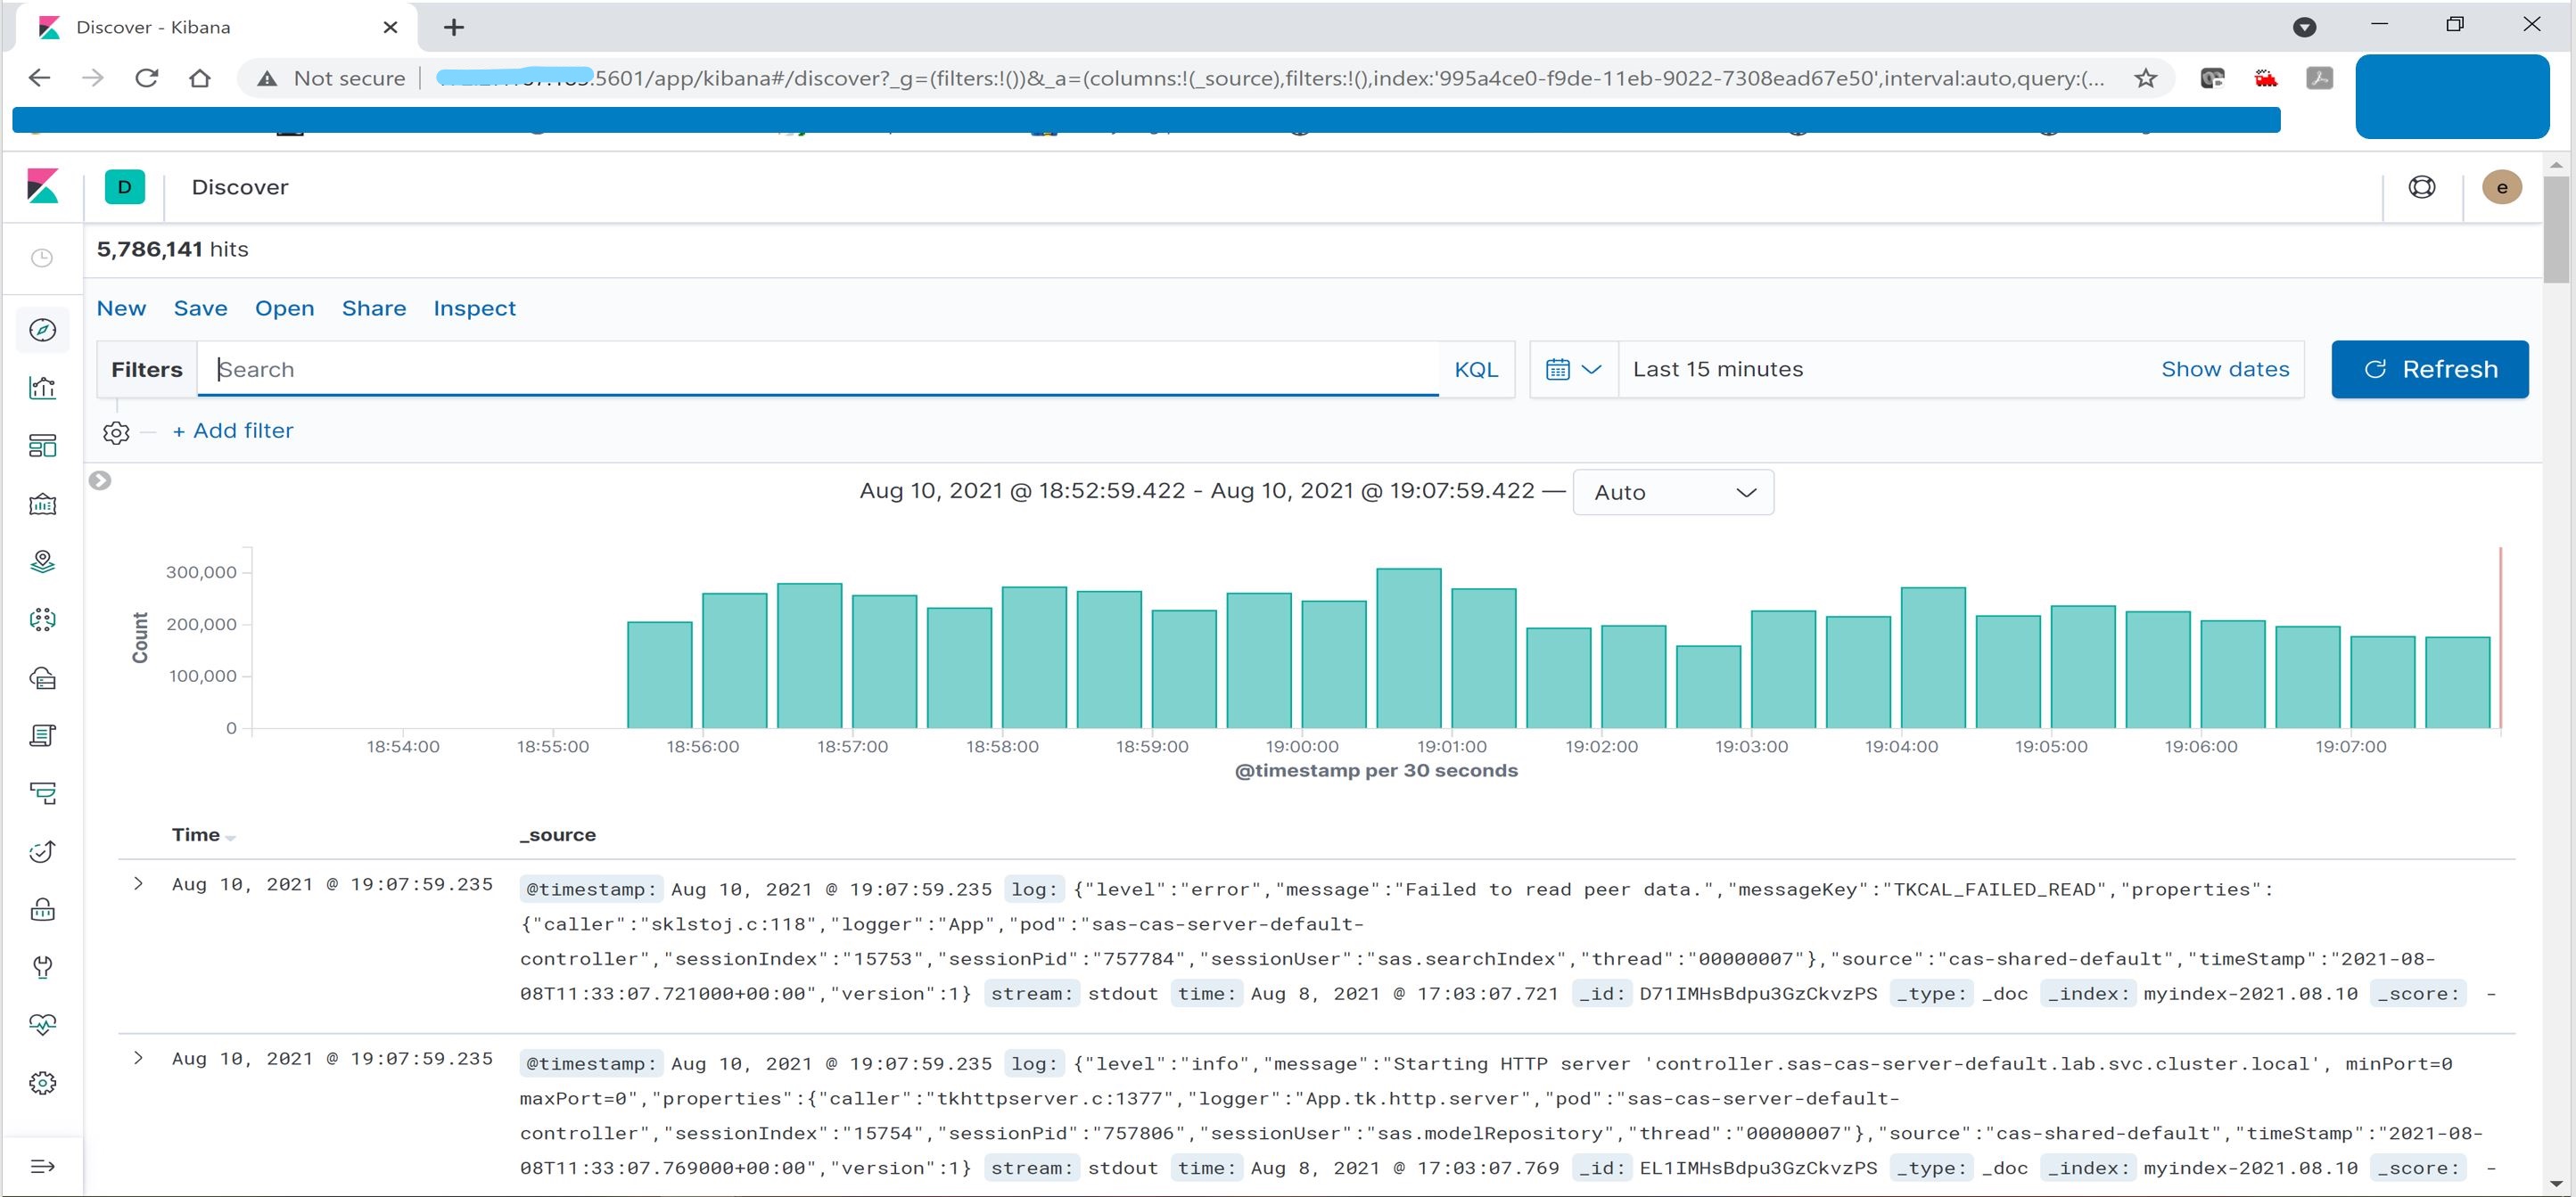 Discover - Kibana
Not secure 5601/app/kibana#/discover?_g=(filters:!())&_a=(columns:!(_source),filters:!(),index:'995a4ce0-f9de-11eb-9022-7308ead67e50',interval:auto,query:(...
D Discover e
5,786,141 hits
New Save Open Share Inspect
Filters Search KQL Last 15 minutes Show dates Refresh
+ Add filter
Aug 10, 2021 @ 18:52:59.422 - Aug 10, 2021 @ 19:07:59.422 — Auto
Count
300,000
200,000
100,000
0
18:54:00 18:55:00 18:56:00 18:57:00 18:58:00 18:59:00 19:00:00 19:01:00 19:02:00 19:03:00 19:04:00 19:05:00 19:06:00 19:07:00
@timestamp per 30 seconds
Time _source
Aug 10, 2021 @ 19:07:59.235 @timestamp: Aug 10, 2021 @ 19:07:59.235 log: {"level":"error","message":"Failed to read peer data.","messageKey":"TKCAL_FAILED_READ","properties":
{"caller":"sklstoj.c:118","logger":"App","pod":"sas-cas-server-default-
controller","sessionIndex":"15753","sessionPid":"757784","sessionUser":"sas.searchIndex","thread":"00000007"},"source":"cas-shared-default","timeStamp":"2021-08-
08T11:33:07.721000+00:00","version":1} stream: stdout time: Aug 8, 2021 @ 17:03:07.721 _id: D71IMHsBdpu3GzCkvzPS _type: _doc _index: myindex-2021.08.10 _score: -
Aug 10, 2021 @ 19:07:59.235 @timestamp: Aug 10, 2021 @ 19:07:59.235 log: {"level":"info","message":"Starting HTTP server 'controller.sas-cas-server-default.lab.svc.cluster.local', minPort=0
maxPort=0","properties":{"caller":"tkhttpserver.c:1377","logger":"App.tk.http.server","pod":"sas-cas-server-default-
controller","sessionIndex":"15754","sessionPid":"757806","sessionUser":"sas.modelRepository","thread":"00000007"},"source":"cas-shared-default","timeStamp":"2021-08-
08T11:33:07.769000+00:00","version":1} stream: stdout time: Aug 8, 2021 @ 17:03:07.769 _id: EL1IMHsBdpu3GzCkvzPS _type: _doc _index: myindex-2021.08.10 _score: -